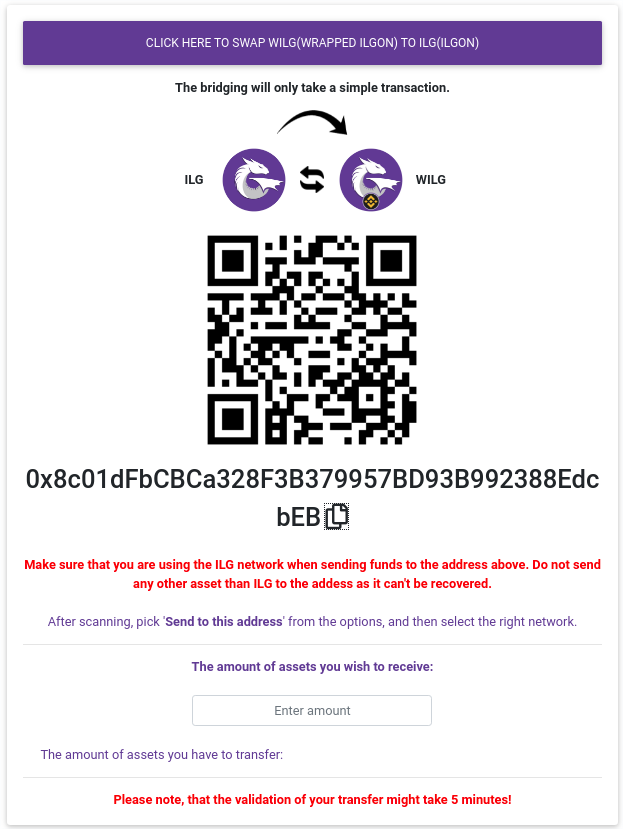 CLICK HERE TO SWAP WILG(WRAPPED ILGON) TO ILG(ILGON)
The bridging will only take a simple transaction.
ILG
WILG
0x8c01dFbCBCa328F3B379957BD93B992388Edc
bEB
Make sure that you are using the ILG network when sending funds to the address above. Do not send
any other asset than ILG to the addess as it can't be recovered.
After scanning, pick 'Send to this address' from the options, and then select the right network.
The amount of assets you wish to receive:
Enter amount
The amount of assets you have to transfer:
Please note, that the validation of your transfer might take 5 minutes!